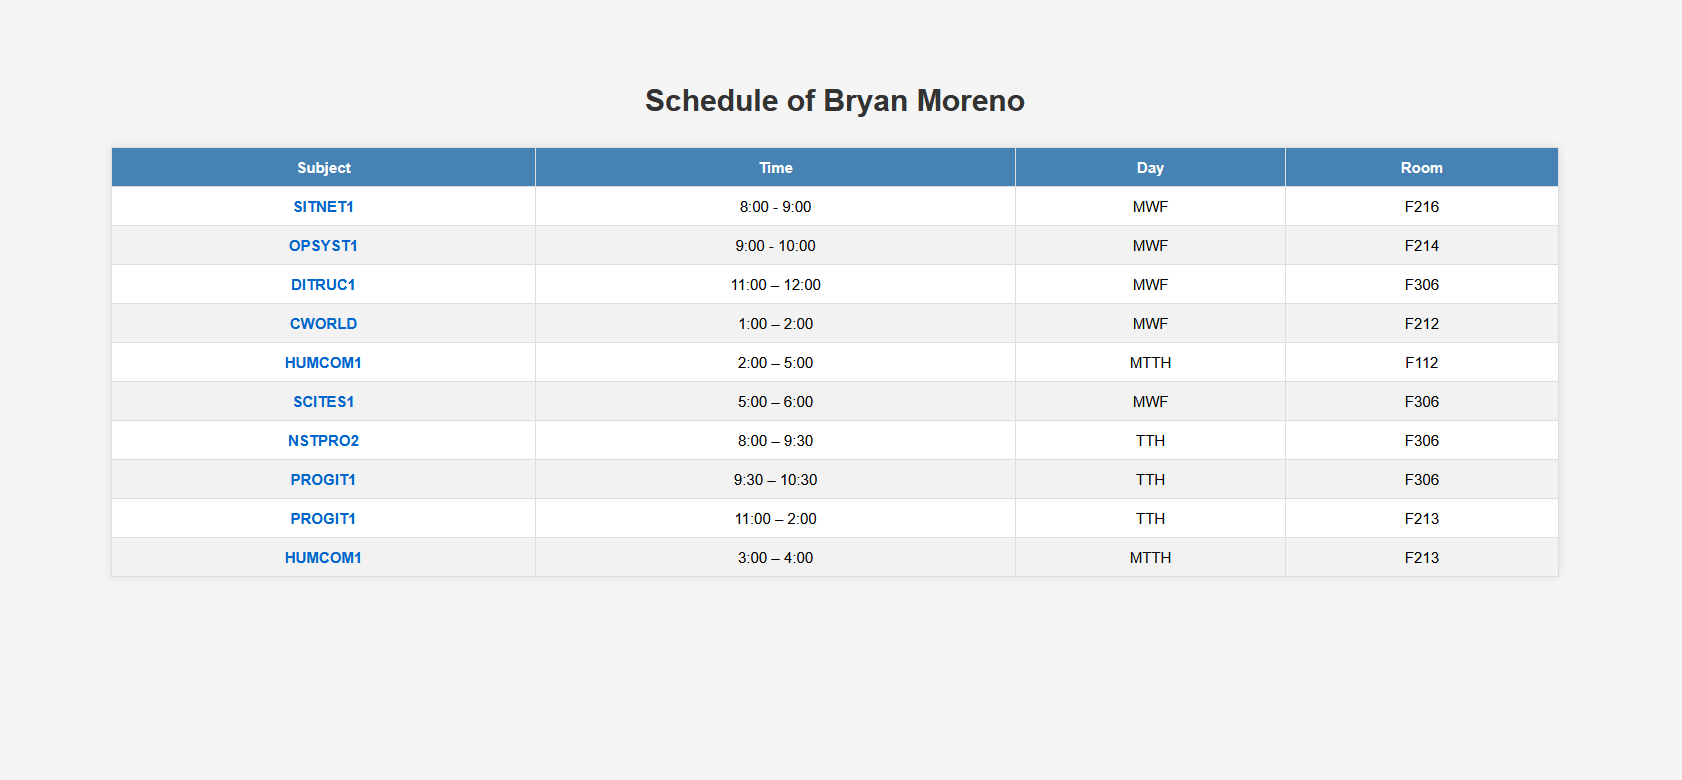 Schedule of Bryan Moreno
Subject Time Day Room
SITNET1 8:00 - 9:00 MWF F216
OPSYST1 9:00 - 10:00 MWF F214
DITRUC1 11:00 – 12:00 MWF F306
CWORLD 1:00 – 2:00 MWF F212
HUMCOM1 2:00 – 5:00 MTTH F112
SCITES1 5:00 – 6:00 MWF F306
NSTPRO2 8:00 – 9:30 TTH F306
PROGIT1 9:30 – 10:30 TTH F306
PROGIT1 11:00 – 2:00 TTH F213
HUMCOM1 3:00 – 4:00 MTTH F213